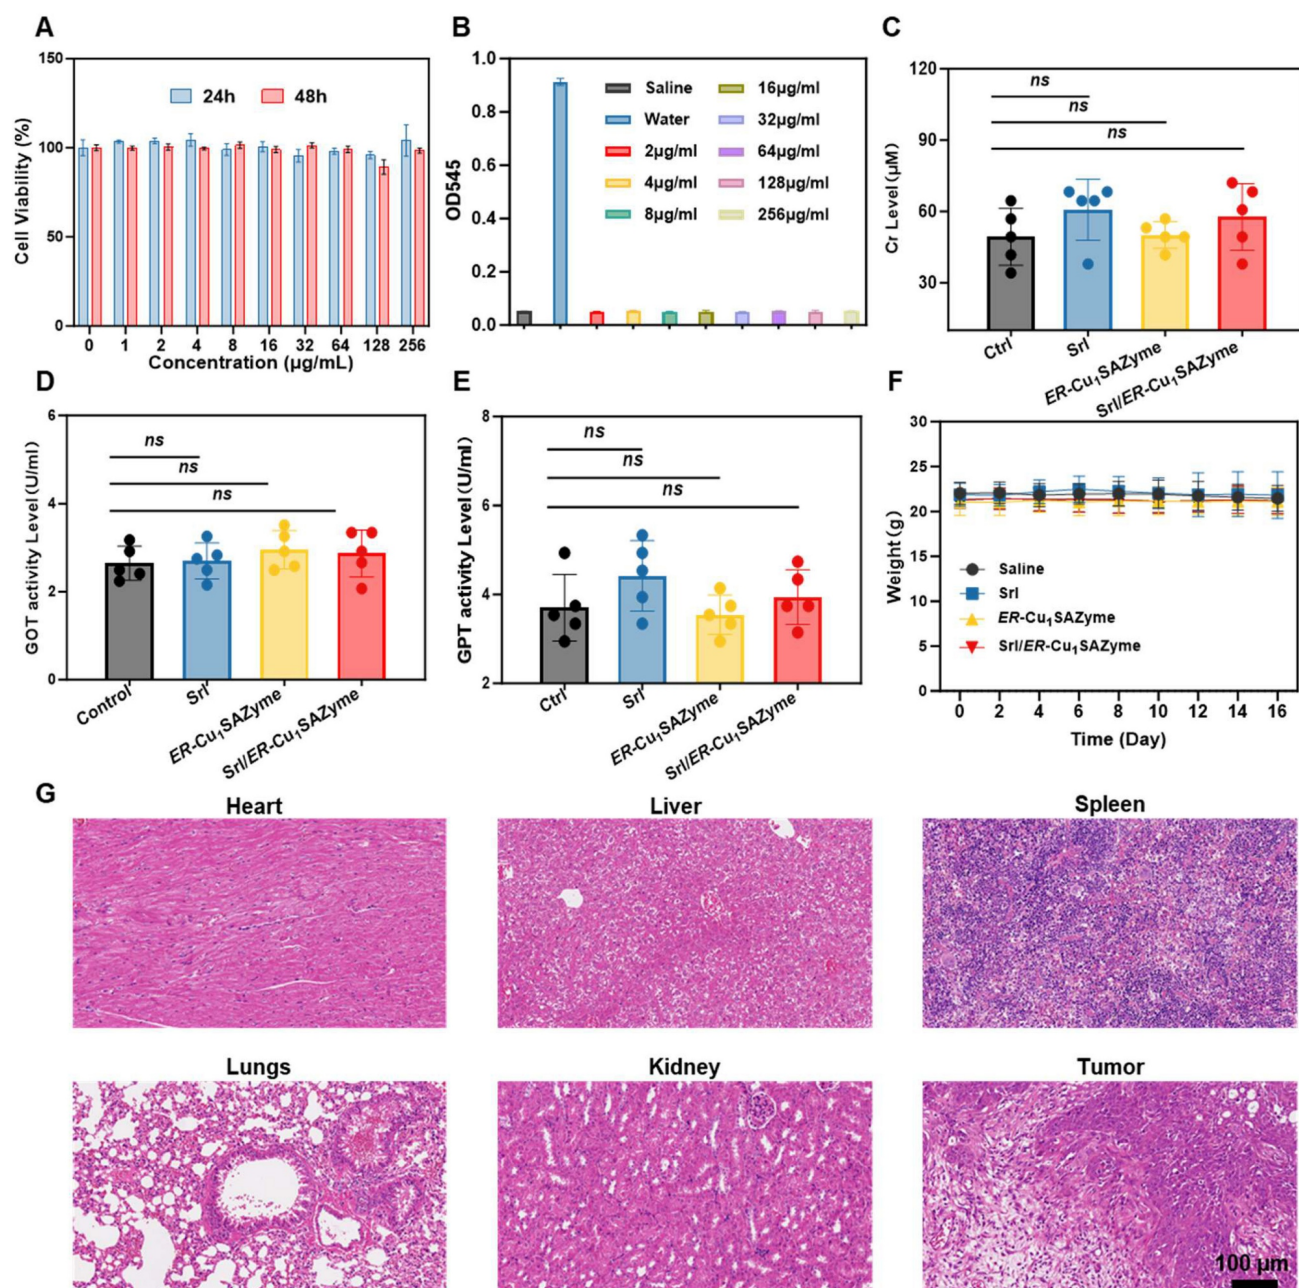 A
Cell Viability (%)
150
100
50
0
24h
48h
0 1 2 4 8 16 32 64 128 256
Concentration (µg/mL)
B
OD545
1.0
0.8
0.6
0.4
0.2
0.0
Saline
Water
2µg/ml
4µg/ml
8µg/ml
16µg/ml
32µg/ml
64µg/ml
128µg/ml
256µg/ml
C
Cr Level (µM)
120
90
60
30
ns
ns
ns
Ctrl
Srl
ER-Cu₁SAZyme
Srl/ER-Cu₁SAZyme
D
GOT activity Level(U/ml)
6
4
2
0
ns
ns
ns
Control
Srl
ER-Cu₁SAZyme
Srl/ER-Cu₁SAZyme
E
GPT activity Level(U/ml)
8
6
4
2
ns
ns
ns
Ctrl
Srl
ER-Cu₁SAZyme
Srl/ER-Cu₁SAZyme
F
Weight (g)
30
25
20
15
10
5
0
Saline
Srl
ER-Cu₁SAZyme
Srl/ER-Cu₁SAZyme
0 2 4 6 8 10 12 14 16
Time (Day)
G
Heart
Liver
Spleen
Lungs
Kidney
Tumor
100 µm